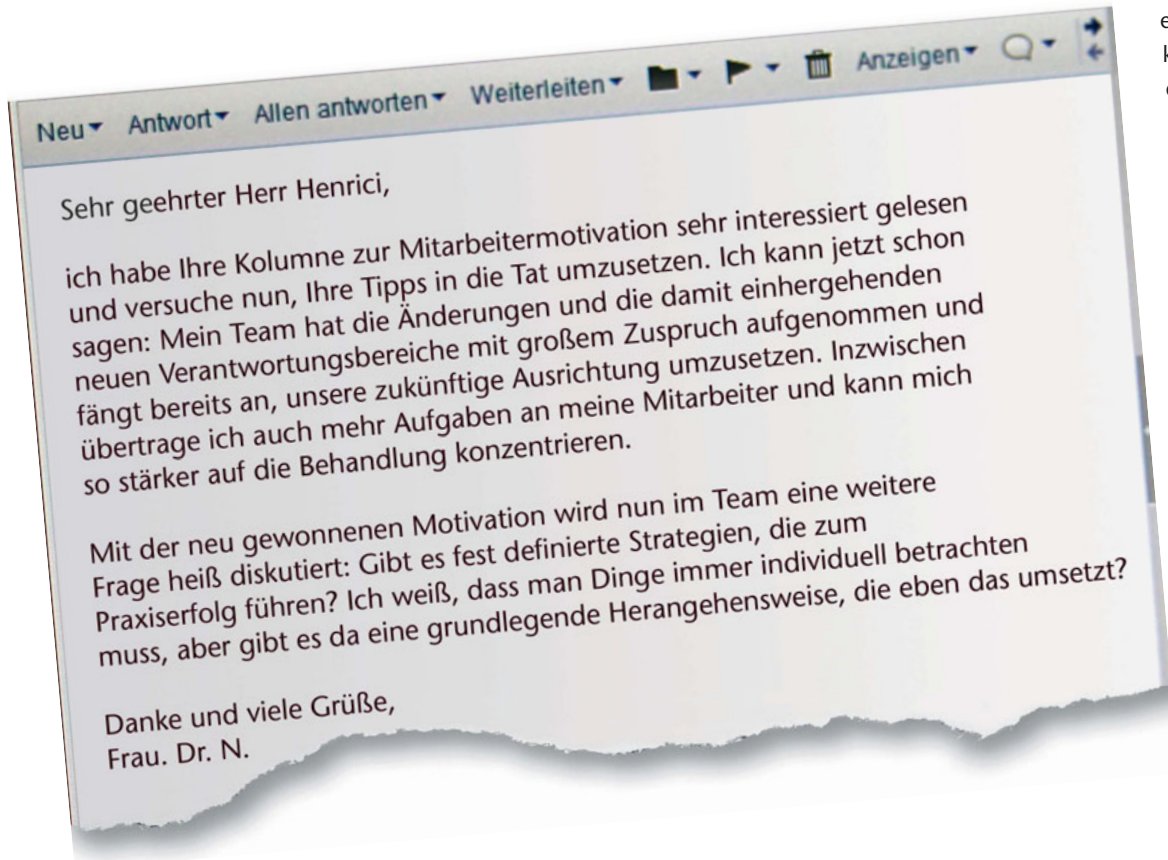 Neu Antwort Allen antworten Weiterleiten Anzeigen
Sehr geehrter Herr Henrici,
ich habe Ihre Kolumne zur Mitarbeitermotivation sehr interessiert gelesen
und versuche nun, Ihre Tipps in die Tat umzusetzen. Ich kann jetzt schon
sagen: Mein Team hat die Änderungen und die damit einhergehenden
neuen Verantwortungsbereiche mit großem Zuspruch aufgenommen und
fängt bereits an, unsere zukünftige Ausrichtung umzusetzen. Inzwischen
übertrage ich auch mehr Aufgaben an meine Mitarbeiter und kann mich
so stärker auf die Behandlung konzentrieren.
Mit der neu gewonnenen Motivation wird nun im Team eine weitere
Frage heiß diskutiert: Gibt es fest definierte Strategien, die zum
Praxiserfolg führen? Ich weiß, dass man Dinge immer individuell betrachten
muss, aber gibt es da eine grundlegende Herangehensweise, die eben das umsetzt?
Danke und viele Grüße,
Frau. Dr. N.